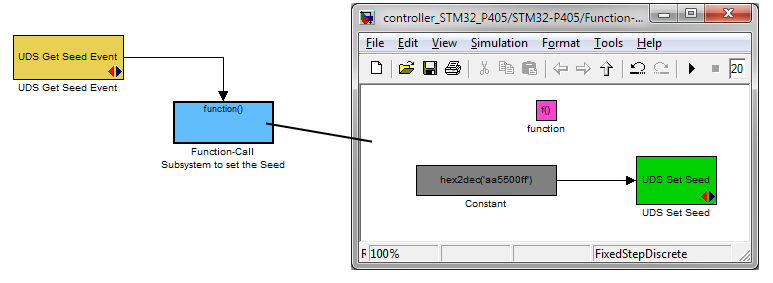 UDS Get Seed Event
UDS Get Seed Event
function()
Function-Call
Subsystem to set the Seed
controller_STM32_P405/STM32-P405/Function-...
File Edit View Simulation Format Tools Help
20
f()
function
hex2dec('aa5500ff')
Constant
UDS Set Seed
UDS Set Seed
R 100% FixedStepDiscrete